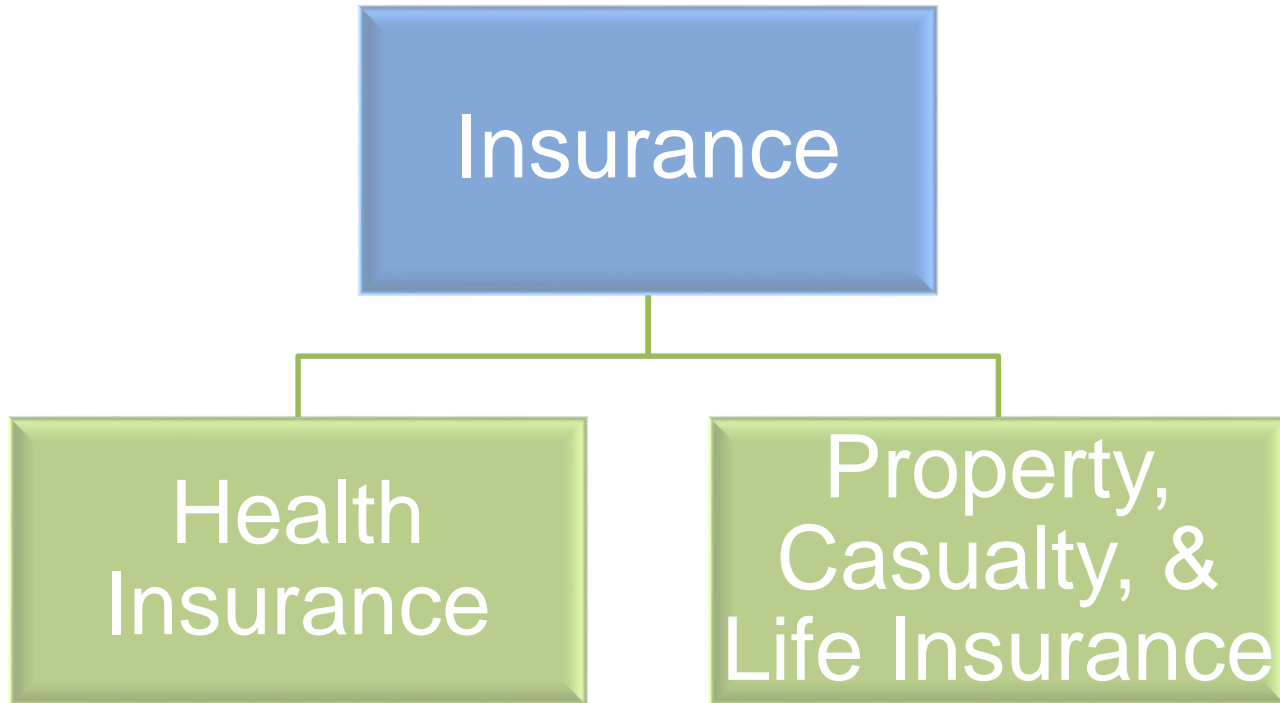 Insurance
Health
Insurance
Property,
Casualty, &
Life Insurance